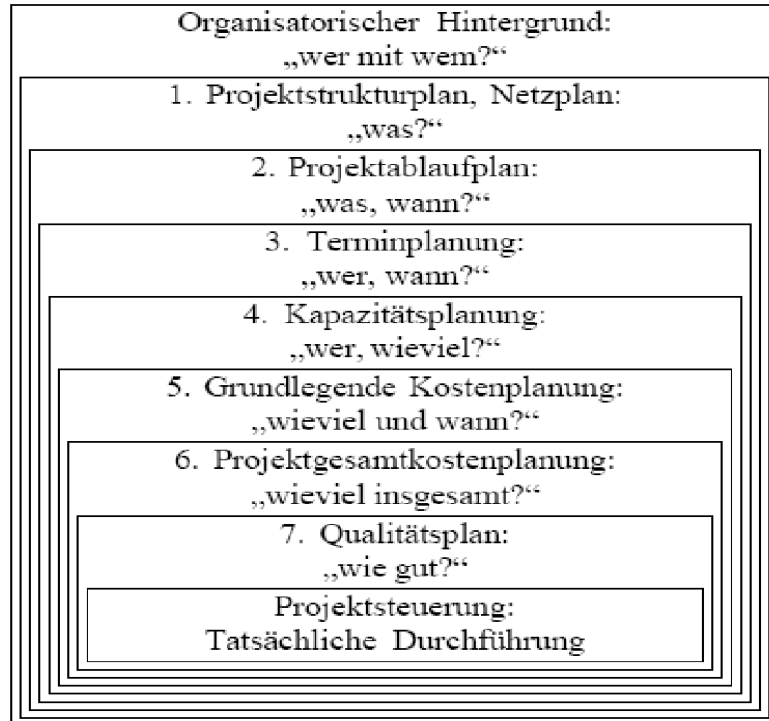 Organisatorischer Hintergrund:
„wer mit wem?“
1. Projektstrukturplan, Netzplan:
„was?“
2. Projektablaufplan:
„was, wann?“
3. Terminplanung:
„wer, wann?“
4. Kapazitätsplanung:
„wer, wieviel?“
5. Grundlegende Kostenplanung:
„wieviel und wann?“
6. Projektgesamtkostenplanung:
„wieviel insgesamt?“
7. Qualitätsplan:
„wie gut?“
Projektsteuerung:
Tatsächliche Durchführung